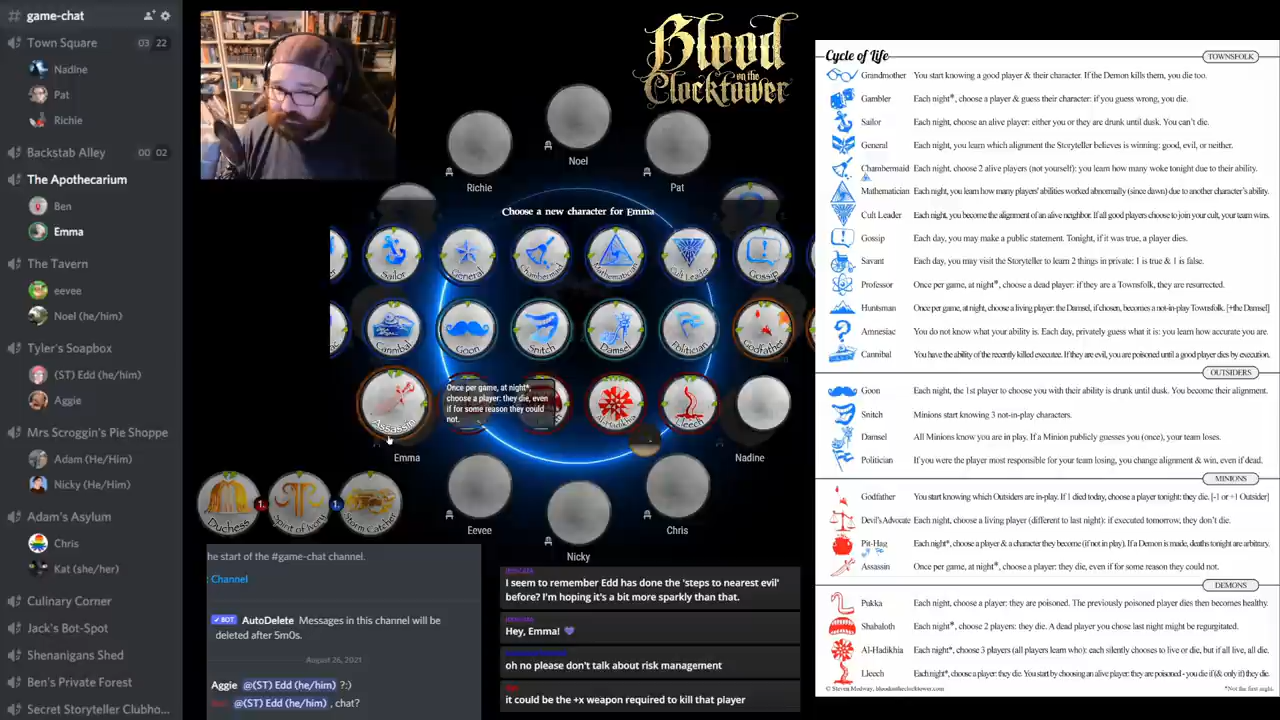 # game-chat
Town Square
03 22
Nadine
Pat
Richie
Backstab Alley
00 02
The Apothecarium
Ben
Emma
The Tavern
eevee
Noel (he/him)
Tyler's Sandbox
(ST) Edd (he/him)
Aggie
Mrs Scroggin's Pie Shoppe
Adam (He/Him)
Nicky (He/Him)
Adam's Asylum
Chris
Kat (she/her)
Culinary Corner
Jack's Hot-Spot
Shenanigans Shed
Ben's Private Forest
Secret Storyteller Clubho...
Blood
on the
Clocktower
Noel
Richie
Pat
Choose a new character for Emma
Sailor
General
Chambermaid
Mathematician
Cult Leader
Gossip
Cannibal
Goon
Snitch
Damsel
Politician
Godfather
Assassin
Once per game, at night*,
choose a player: they die, even
if for some reason they could
not.
Al-Hadikhia
Lleech
Emma
Nadine
Eevee
Nicky
Chris
Duchess
Spirit of Ivory
Storm Catcher
he start of the #game-chat channel.
Channel
BOT AutoDelete Messages in this channel will be
deleted after 5m0s.
August 26, 2021
Aggie @(ST) Edd (he/him) ?:)
@(ST) Edd (he/him) , chat?
I seem to remember Edd has done the 'steps to nearest evil'
before? I'm hoping it's a bit more sparkly than that.
Hey, Emma! 💜
oh no please don't talk about risk management
it could be the +x weapon required to kill that player
Cycle of Life
TOWNSFOLK
Grandmother You start knowing a good player & their character. If the Demon kills them, you die too.
Gambler Each night*, choose a player & guess their character: if you guess wrong, you die.
Sailor Each night, choose an alive player: either you or they are drunk until dusk. You can't die.
General Each night, you learn which alignment the Storyteller believes is winning: good, evil, or neither.
Chambermaid Each night, choose 2 alive players (not yourself): you learn how many woke tonight due to their ability.
Mathematician Each night, you learn how many players' abilities worked abnormally (since dawn) due to another character's ability.
Cult Leader Each night, you become the alignment of an alive neighbor. If all good players choose to join your cult, your team wins.
Gossip Each day, you may make a public statement. Tonight, if it was true, a player dies.
Savant Each day, you may visit the Storyteller to learn 2 things in private: 1 is true & 1 is false.
Professor Once per game, at night*, choose a dead player: if they are a Townsfolk, they are resurrected.
Huntsman Once per game, at night, choose a living player: the Damsel, if chosen, becomes a not-in-play Townsfolk. [+the Damsel]
Amnesiac You do not know what your ability is. Each day, privately guess what it is: you learn how accurate you are.
Cannibal You have the ability of the recently killed executee. If they are evil, you are poisoned until a good player dies by execution.
OUTSIDERS
Goon Each night, the 1st player to choose you with their ability is drunk until dusk. You become their alignment.
Snitch Minions start knowing 3 not-in-play characters.
Damsel All Minions know you are in play. If a Minion publicly guesses you (once), your team loses.
Politician If you were the player most responsible for your team losing, you change alignment & win, even if dead.
MINIONS
Godfather You start knowing which Outsiders are in-play. If 1 died today, choose a player tonight: they die. [-1 or +1 Outsider]
Devil's Advocate Each night, choose a living player (different to last night): if executed tomorrow, they don't die.
Pit-Hag Each night*, choose a player & a character they become (if not in play). If a Demon is made, deaths tonight are arbitrary.
Assassin Once per game, at night*, choose a player: they die, even if for some reason they could not.
DEMONS
Pukka Each night, choose a player: they are poisoned. The previously poisoned player dies then becomes healthy.
Shabaloth Each night*, choose 2 players: they die. A dead player you chose last night might be regurgitated.
Al-Hadikhia Each night*, choose 3 players (all players learn who): each silently chooses to live or die, but if all live, all die.
Lleech Each night*, choose a player: they die. You start by choosing an alive player: they are poisoned - you die if (& only if) they die.
© Steven Medway, bloodontheclocktower.com
*Not the first night.